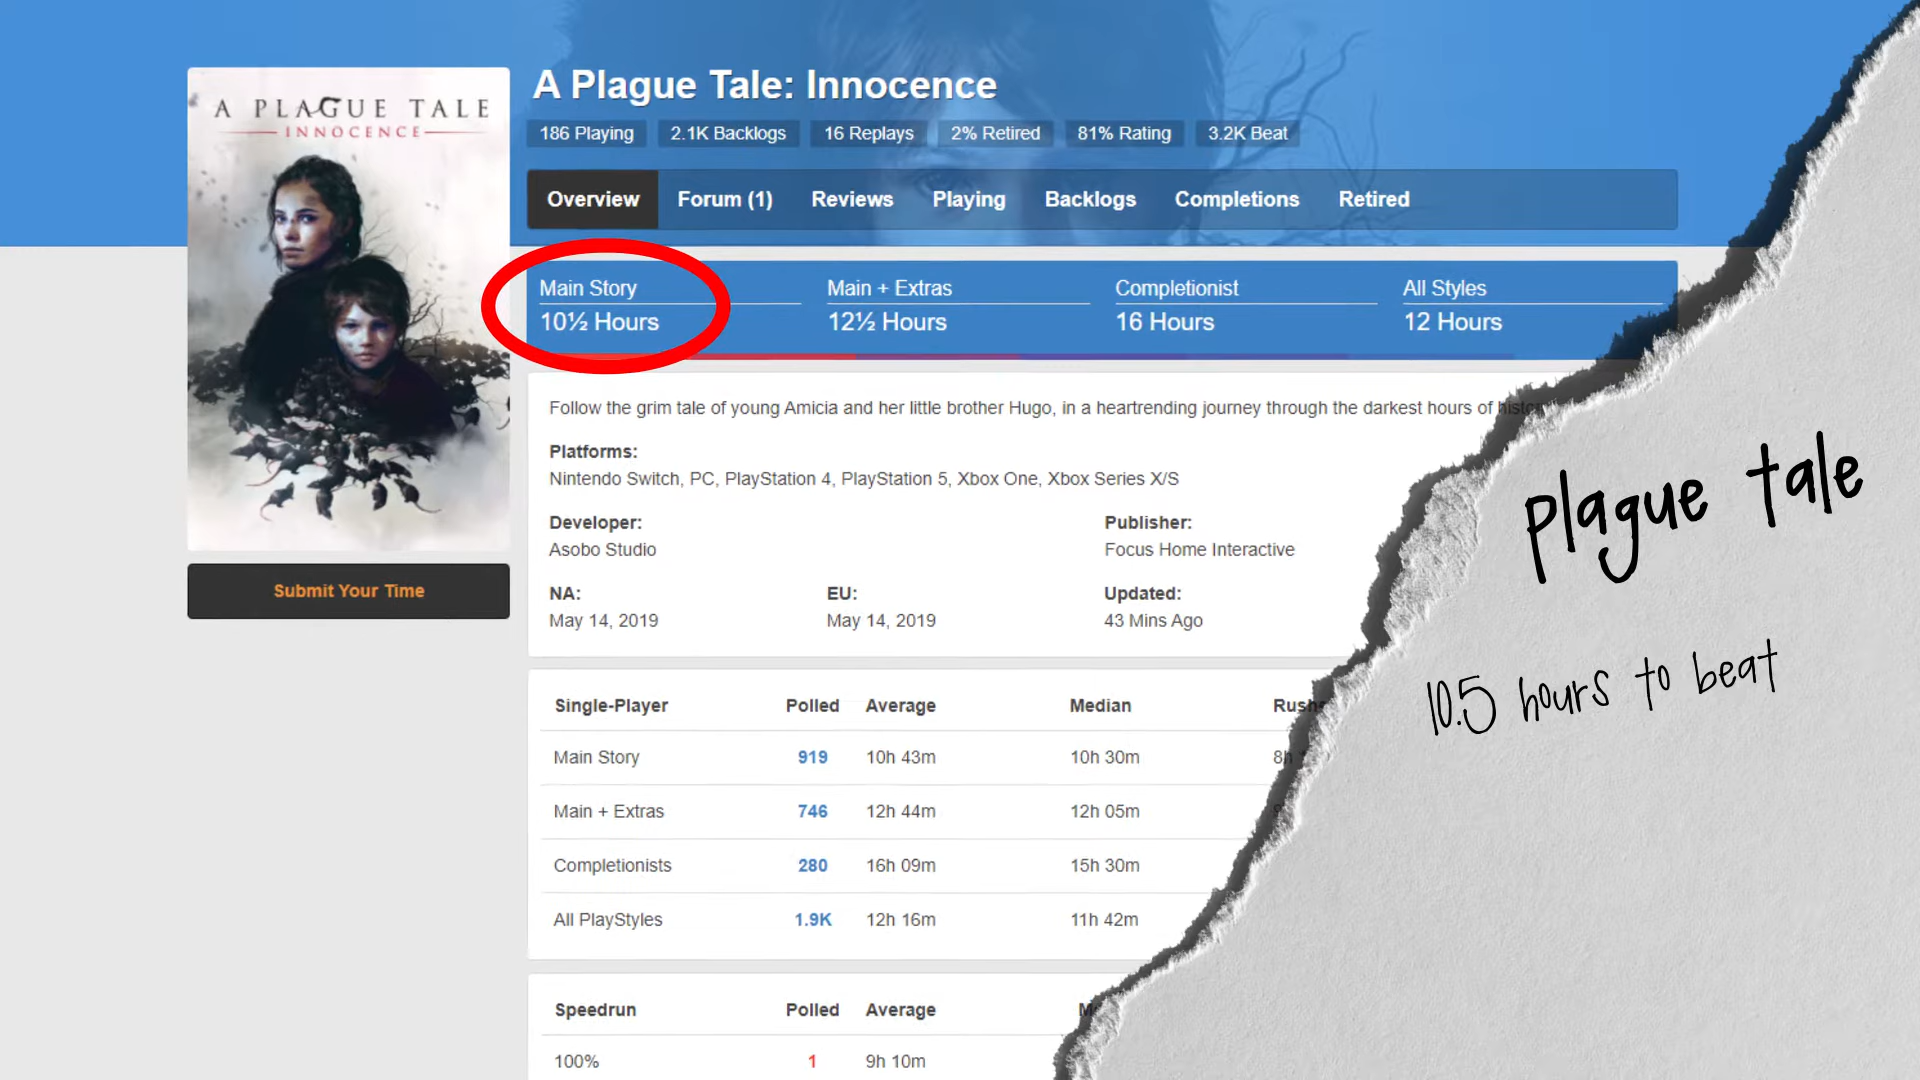 A PLAGUE TALE
INNOCENCE
Submit Your Time
A Plague Tale: Innocence
186 Playing 2.1K Backlogs 16 Replays 2% Retired 81% Rating 3.2K Beat
Overview Forum (1) Reviews Playing Backlogs Completions Retired
Main Story Main + Extras Completionist All Styles
10½ Hours 12½ Hours 16 Hours 12 Hours
Follow the grim tale of young Amicia and her little brother Hugo, in a heartrending journey through the darkest hours of
Platforms:
Nintendo Switch, PC, PlayStation 4, PlayStation 5, Xbox One, Xbox Series X/S
Developer: Publisher:
Asobo Studio Focus Home Interactive
NA: EU: Updated:
May 14, 2019 May 14, 2019 43 Mins Ago
Single-Player Polled Average Median
Main Story 919 10h 43m 10h 30m
Main + Extras 746 12h 44m 12h 05m
Completionists 280 16h 09m 15h 30m
All PlayStyles 1.9K 12h 16m 11h 42m
Speedrun Polled Average
100% 1 9h 10m
plague tale
10.5 hours to beat